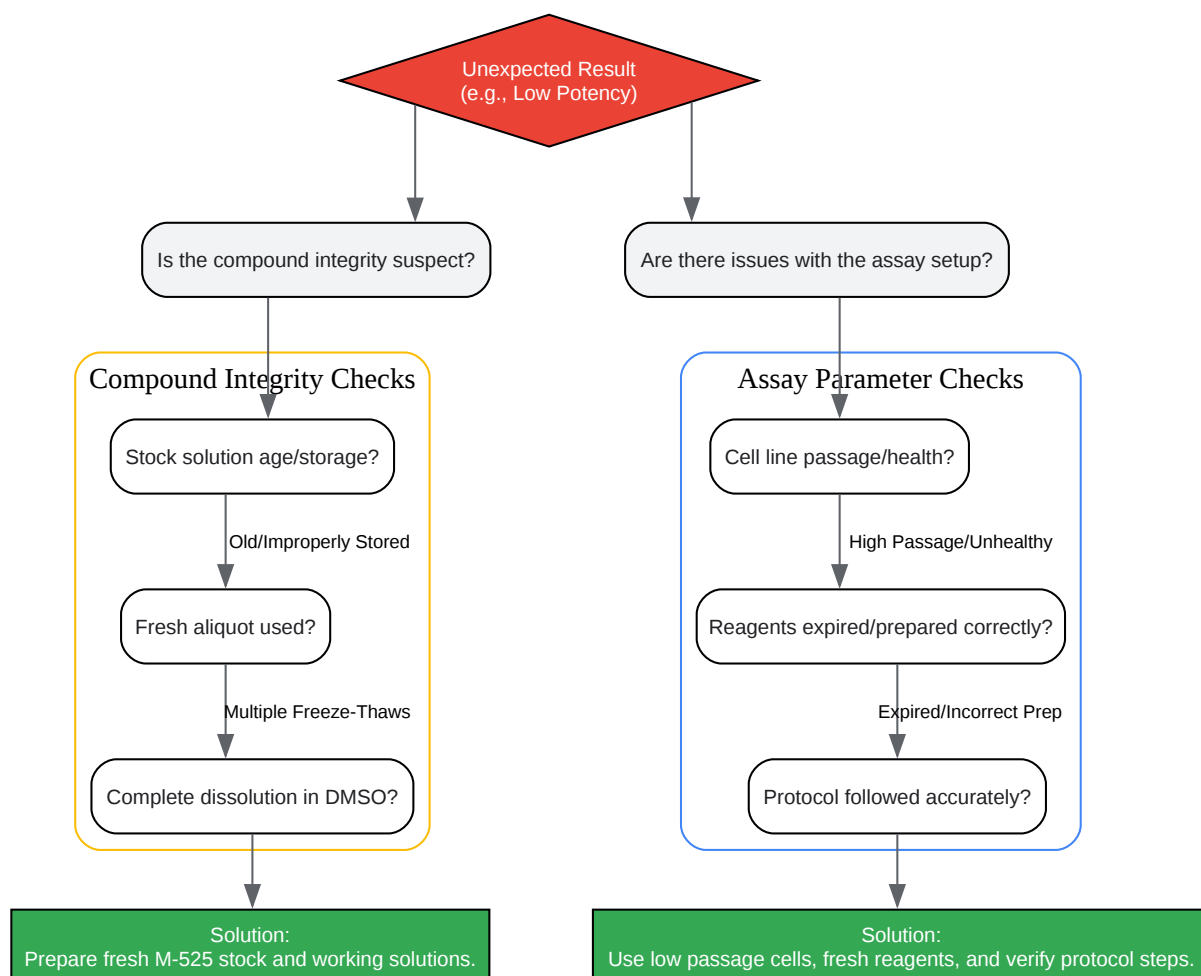 Unexpected Result
(e.g., Low Potency)
Is the compound integrity suspect?
Are there issues with the assay setup?
Compound Integrity Checks
Stock solution age/storage?
Old/Improperly Stored
Fresh aliquot used?
Multiple Freeze-Thaws
Complete dissolution in DMSO?
Solution:
Prepare fresh M-525 stock and working solutions.
Assay Parameter Checks
Cell line passage/health?
High Passage/Unhealthy
Reagents expired/prepared correctly?
Expired/Incorrect Prep
Protocol followed accurately?
Solution:
Use low passage cells, fresh reagents, and verify protocol steps.